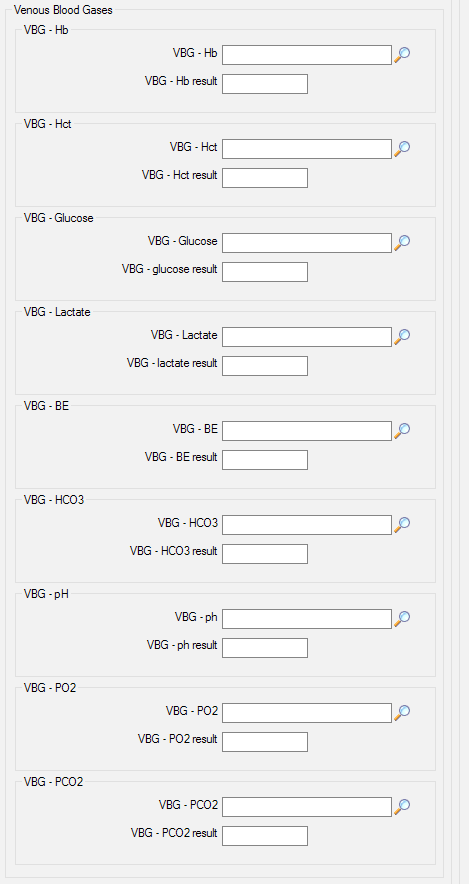 Venous Blood Gases
VBG - Hb
VBG - Hb
VBG - Hb result
VBG - Hct
VBG - Hct
VBG - Hct result
VBG - Glucose
VBG - Glucose
VBG - glucose result
VBG - Lactate
VBG - Lactate
VBG - lactate result
VBG - BE
VBG - BE
VBG - BE result
VBG - HCO3
VBG - HCO3
VBG - HCO3 result
VBG - pH
VBG - ph
VBG - ph result
VBG - PO2
VBG - PO2
VBG - PO2 result
VBG - PCO2
VBG - PCO2
VBG - PCO2 result